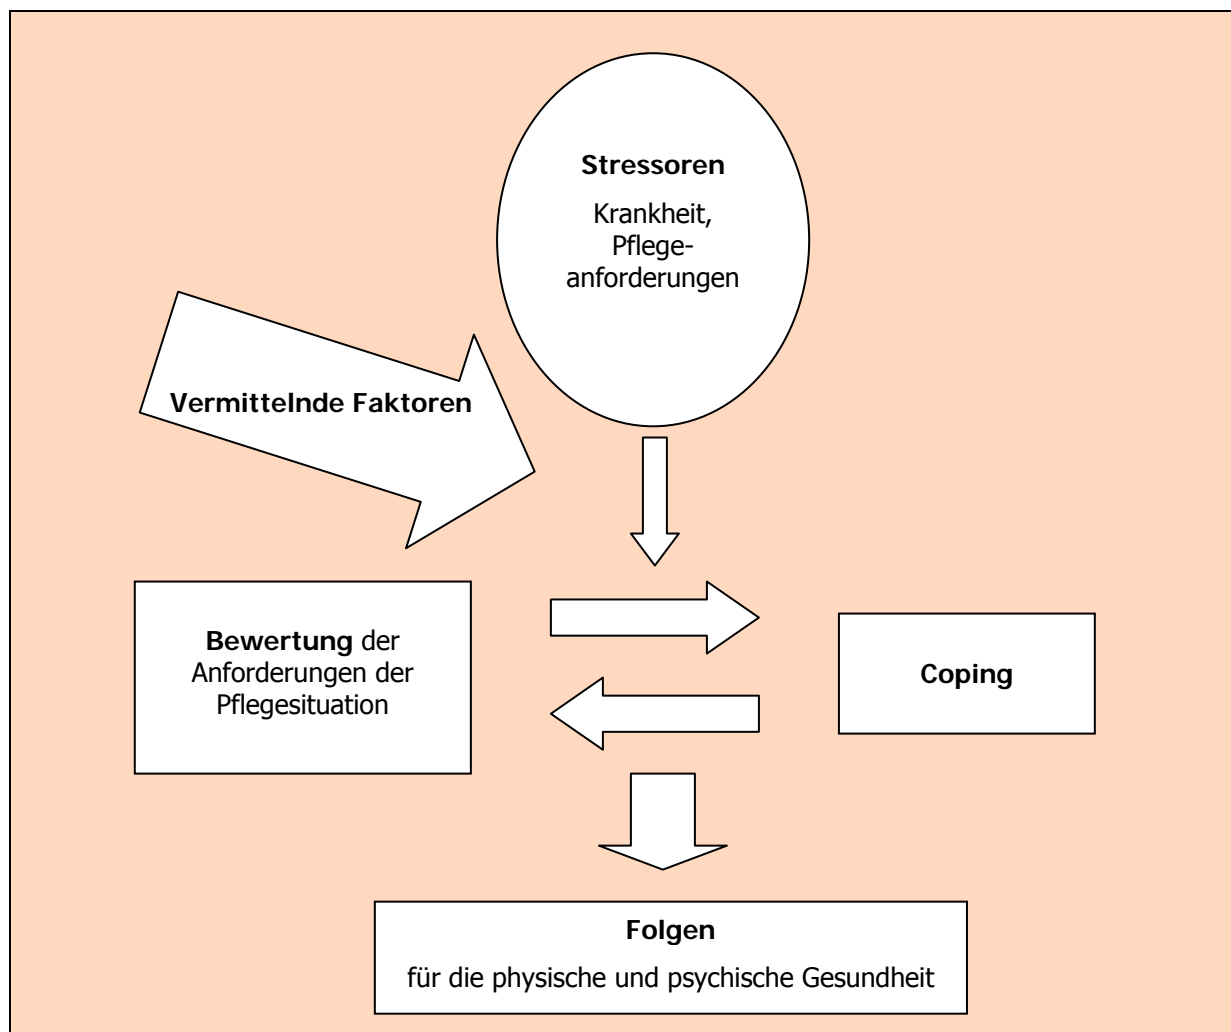 Stressoren
Krankheit,
Pflege-
anforderungen
Vermittelnde Faktoren
Bewertung der
Anforderungen der
Pflegesituation
Coping
Folgen
für die physische und psychische Gesundheit